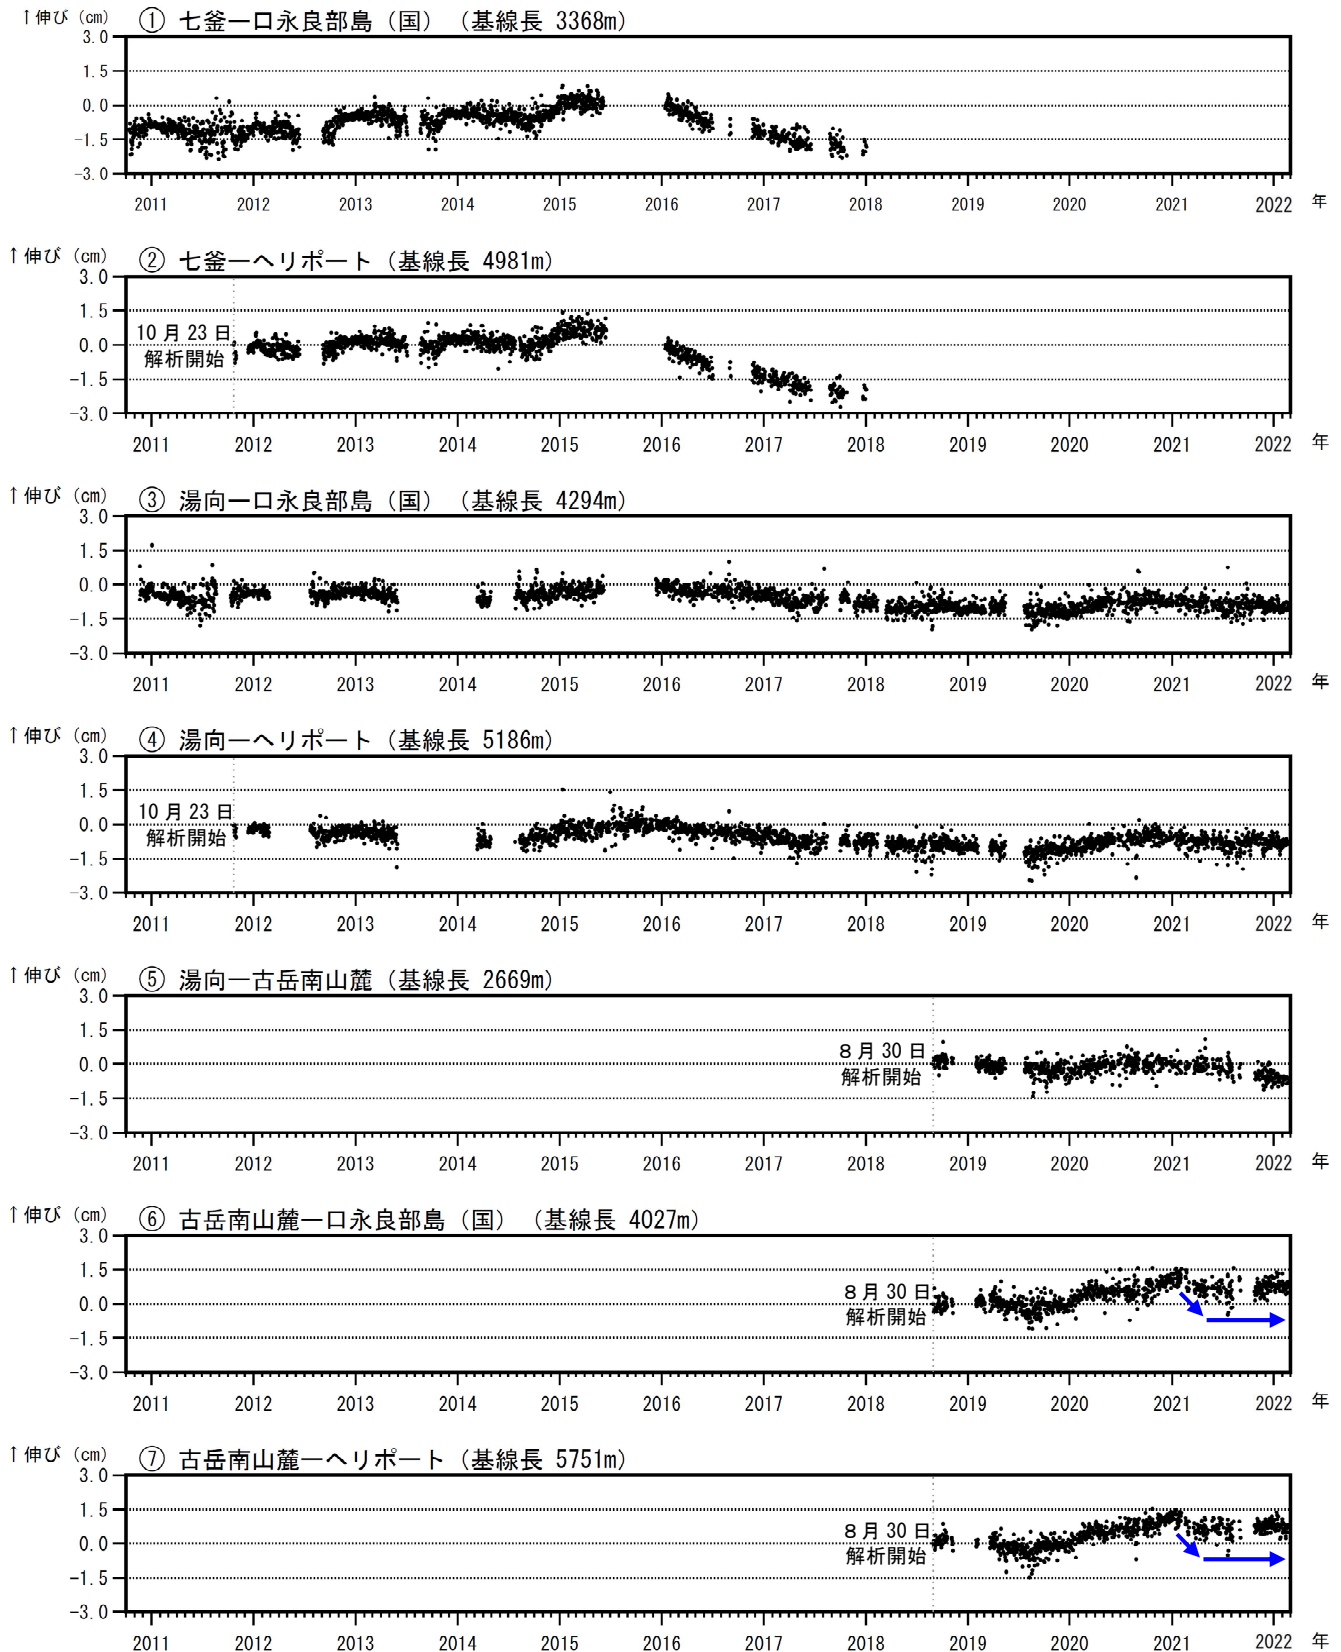 ↑伸び (cm) ① 七釜ー口永良部島（国）（基線長 3368m）
3.0
1.5
0.0
-1.5
-3.0
2011 2012 2013 2014 2015 2016 2017 2018 2019 2020 2021 2022 年
↑伸び (cm) ② 七釜ーヘリポート（基線長 4981m）
3.0
1.5
10月23日
0.0
解析開始
-1.5
-3.0
2011 2012 2013 2014 2015 2016 2017 2018 2019 2020 2021 2022 年
↑伸び (cm) ③ 湯向ー口永良部島（国）（基線長 4294m）
3.0
1.5
0.0
-1.5
-3.0
2011 2012 2013 2014 2015 2016 2017 2018 2019 2020 2021 2022 年
↑伸び (cm) ④ 湯向ーヘリポート（基線長 5186m）
3.0
1.5
10月23日
0.0
解析開始
-1.5
-3.0
2011 2012 2013 2014 2015 2016 2017 2018 2019 2020 2021 2022 年
↑伸び (cm) ⑤ 湯向ー古岳南山麓（基線長 2669m）
3.0
1.5
8月30日
0.0
解析開始
-1.5
-3.0
2011 2012 2013 2014 2015 2016 2017 2018 2019 2020 2021 2022 年
↑伸び (cm) ⑥ 古岳南山麓ー口永良部島（国）（基線長 4027m）
3.0
1.5
8月30日
0.0
解析開始
-1.5
-3.0
2011 2012 2013 2014 2015 2016 2017 2018 2019 2020 2021 2022 年
↑伸び (cm) ⑦ 古岳南山麓ーヘリポート（基線長 5751m）
3.0
1.5
8月30日
0.0
解析開始
-1.5
-3.0
2011 2012 2013 2014 2015 2016 2017 2018 2019 2020 2021 2022 年